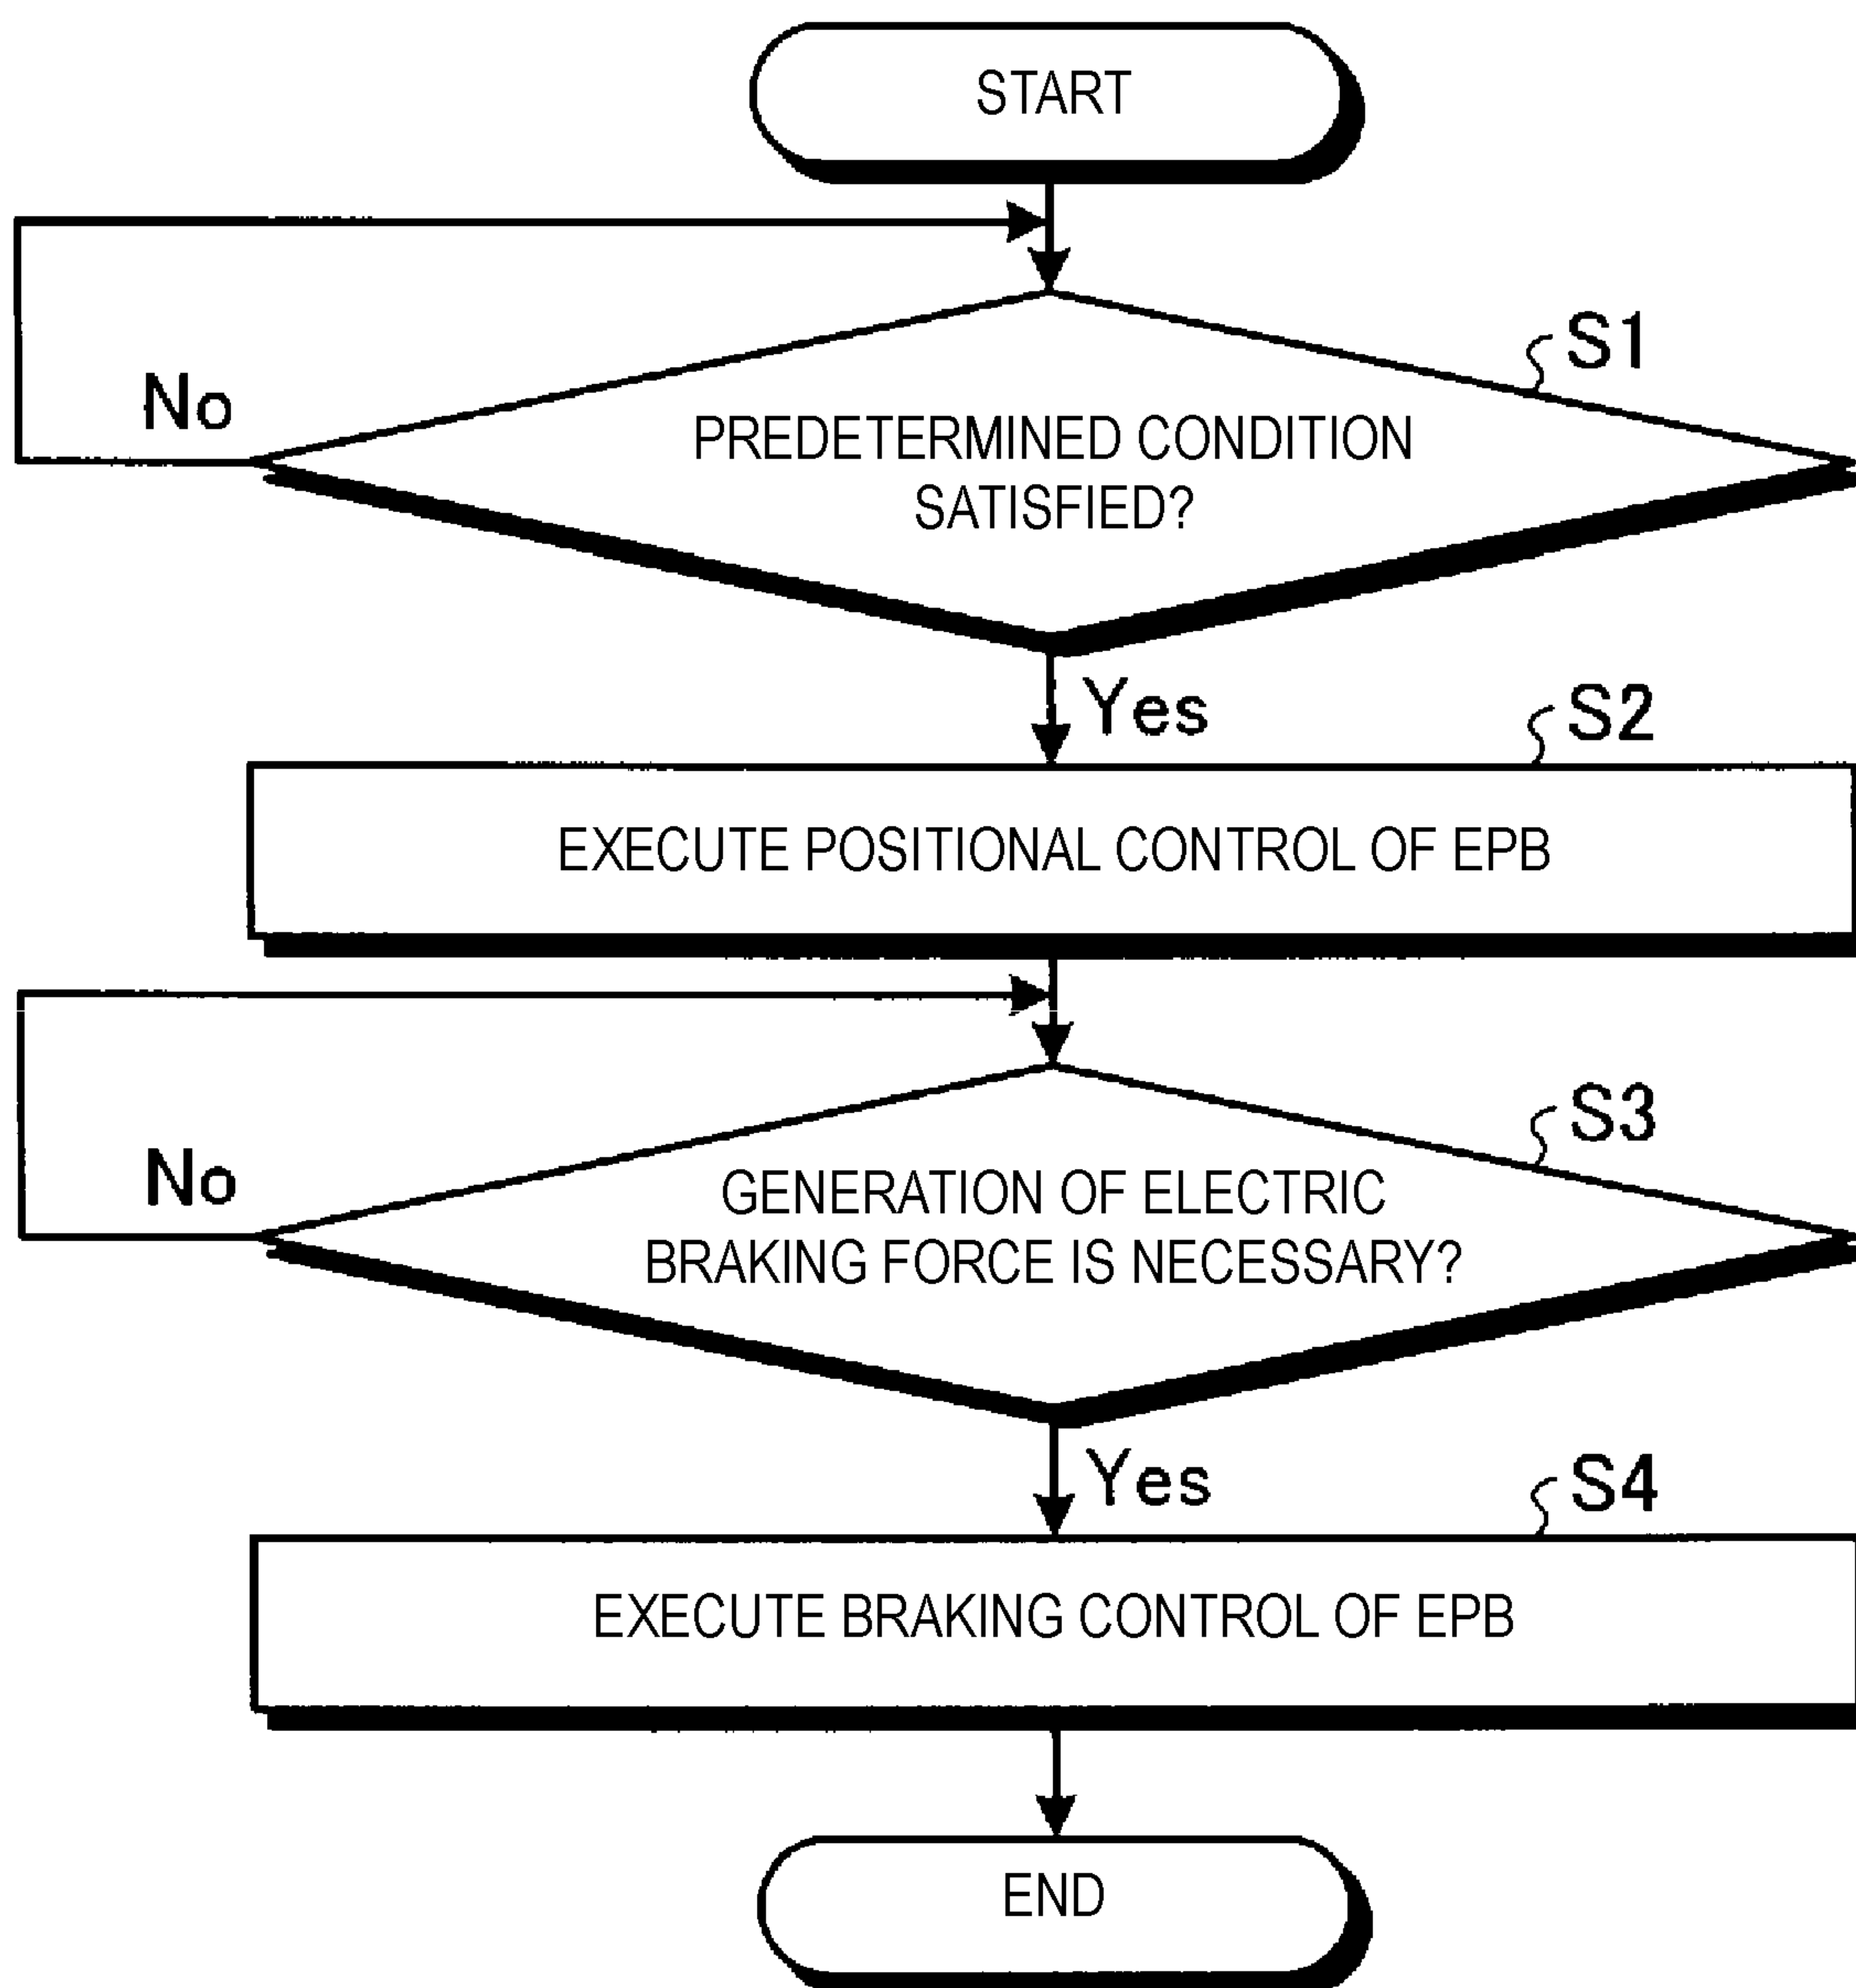 START
S1
No
PREDETERMINED CONDITION
SATISFIED?
Yes
S2
EXECUTE POSITIONAL CONTROL OF EPB
S3
No
GENERATION OF ELECTRIC
BRAKING FORCE IS NECESSARY?
Yes
S4
EXECUTE BRAKING CONTROL OF EPB
END